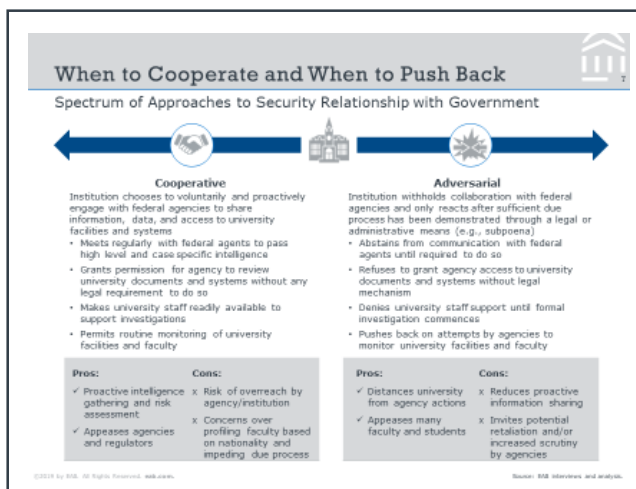 7
When to Cooperate and When to Push Back
Spectrum of Approaches to Security Relationship with Government
Cooperative
Institution chooses to voluntarily and proactively
engage with federal agencies to share
information, data, and access to university
facilities and systems
• Meets regularly with federal agents to pass
high level and case specific intelligence
• Grants permission for agency to review
university documents and systems without any
legal requirement to do so
• Makes university staff readily available to
support investigations
• Permits routine monitoring of university
facilities and faculty
Pros:
✓ Proactive intelligence
gathering and risk
assessment
✓ Appeases agencies
and regulators
Cons:
x Risk of overreach by
agency/institution
x Concerns over
profiling faculty based
on nationality and
impeding due process
Adversarial
Institution withholds collaboration with federal
agencies and only reacts after sufficient due
process has been demonstrated through a legal or
administrative means (e.g., subpoena)
• Abstains from communication with federal
agents until required to do so
• Refuses to grant agency access to university
documents and systems without legal
mechanism
• Denies university staff support until formal
investigation commences
• Pushes back on attempts by agencies to
monitor university facilities and faculty
Pros:
✓ Distances university
from agency actions
✓ Appeases many
faculty and students
Cons:
x Reduces proactive
information sharing
x Invites potential
retaliation and/or
increased scrutiny
by agencies
©2019 by EAB. All Rights Reserved. eab.com.
Source: EAB interviews and analysis.